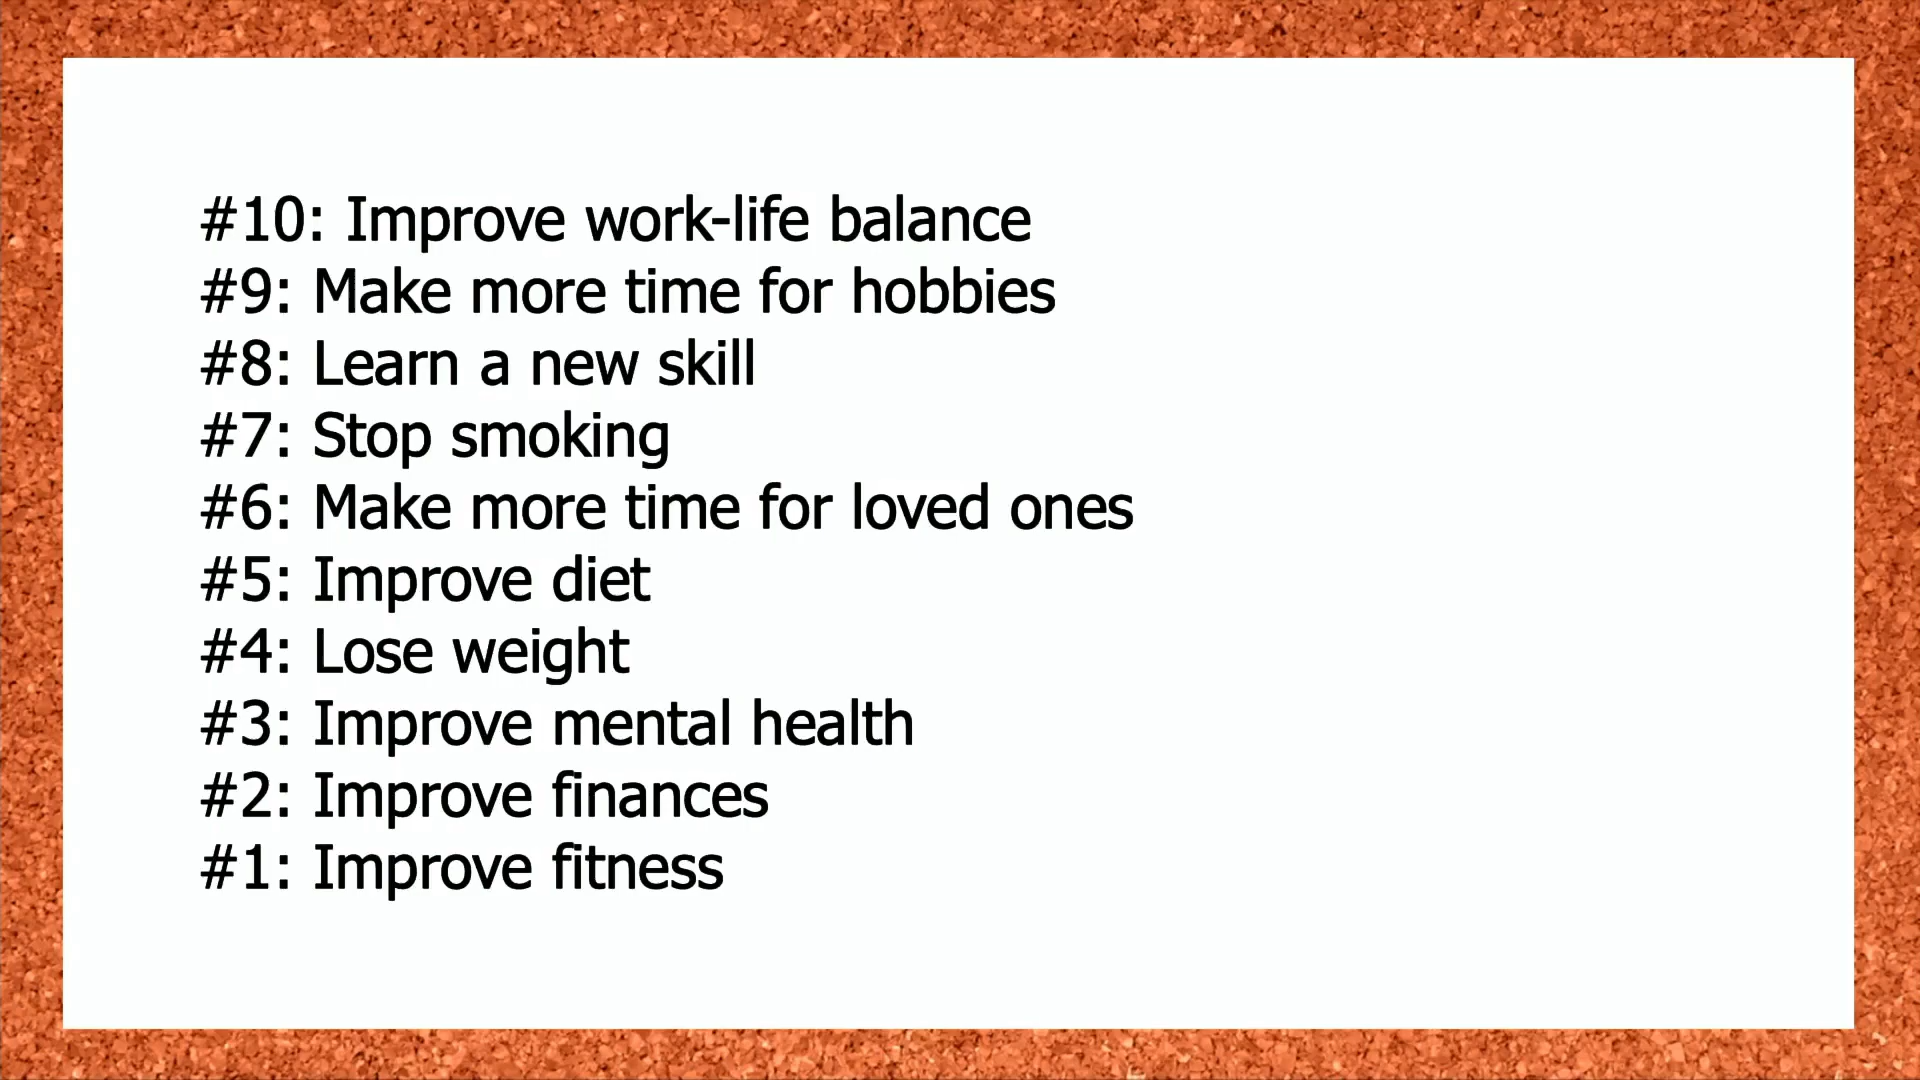 #10: Improve work-life balance
#9: Make more time for hobbies
#8: Learn a new skill
#7: Stop smoking
#6: Make more time for loved ones
#5: Improve diet
#4: Lose weight
#3: Improve mental health
#2: Improve finances
#1: Improve fitness